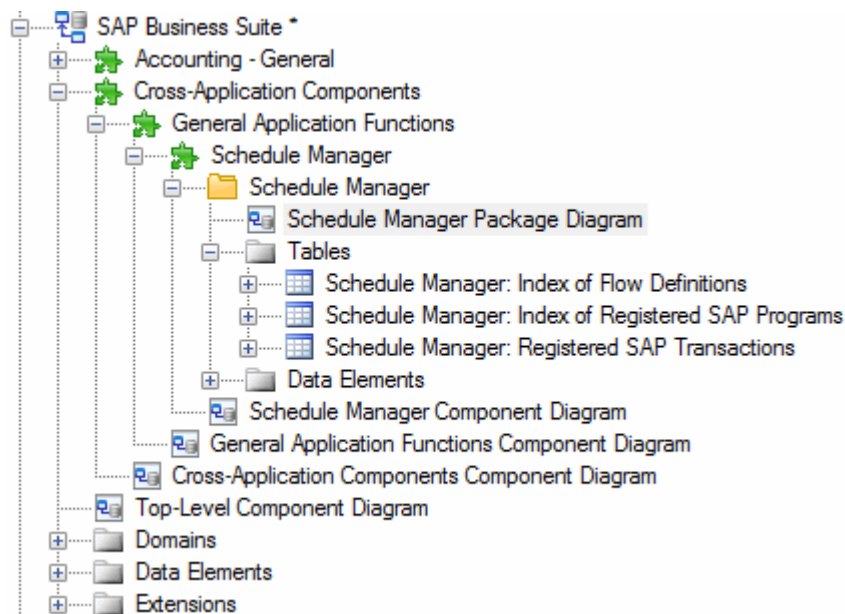 SAP Business Suite *
Accounting - General
Cross-Application Components
General Application Functions
Schedule Manager
Schedule Manager
Schedule Manager Package Diagram
Tables
Schedule Manager: Index of Flow Definitions
Schedule Manager: Index of Registered SAP Programs
Schedule Manager: Registered SAP Transactions
Data Elements
Schedule Manager Component Diagram
General Application Functions Component Diagram
Cross-Application Components Component Diagram
Top-Level Component Diagram
Domains
Data Elements
Extensions